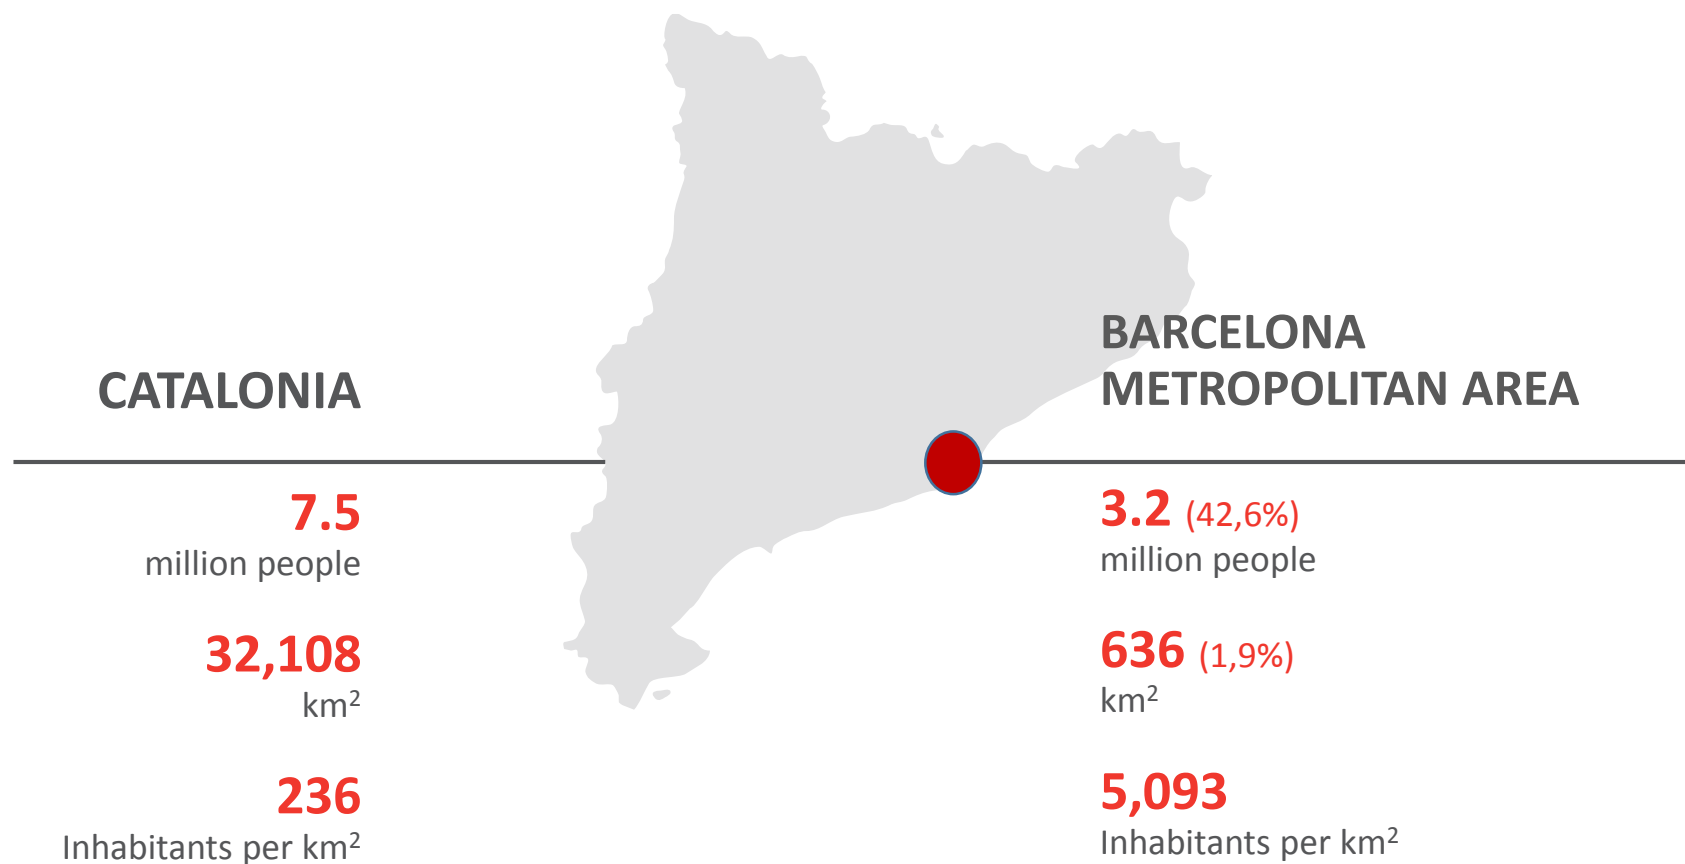 CATALONIA
7.5
million people
32,108
km²
236
Inhabitants per km²
BARCELONA
METROPOLITAN AREA
3.2 (42,6%)
million people
636 (1,9%)
km²
5,093
Inhabitants per km²